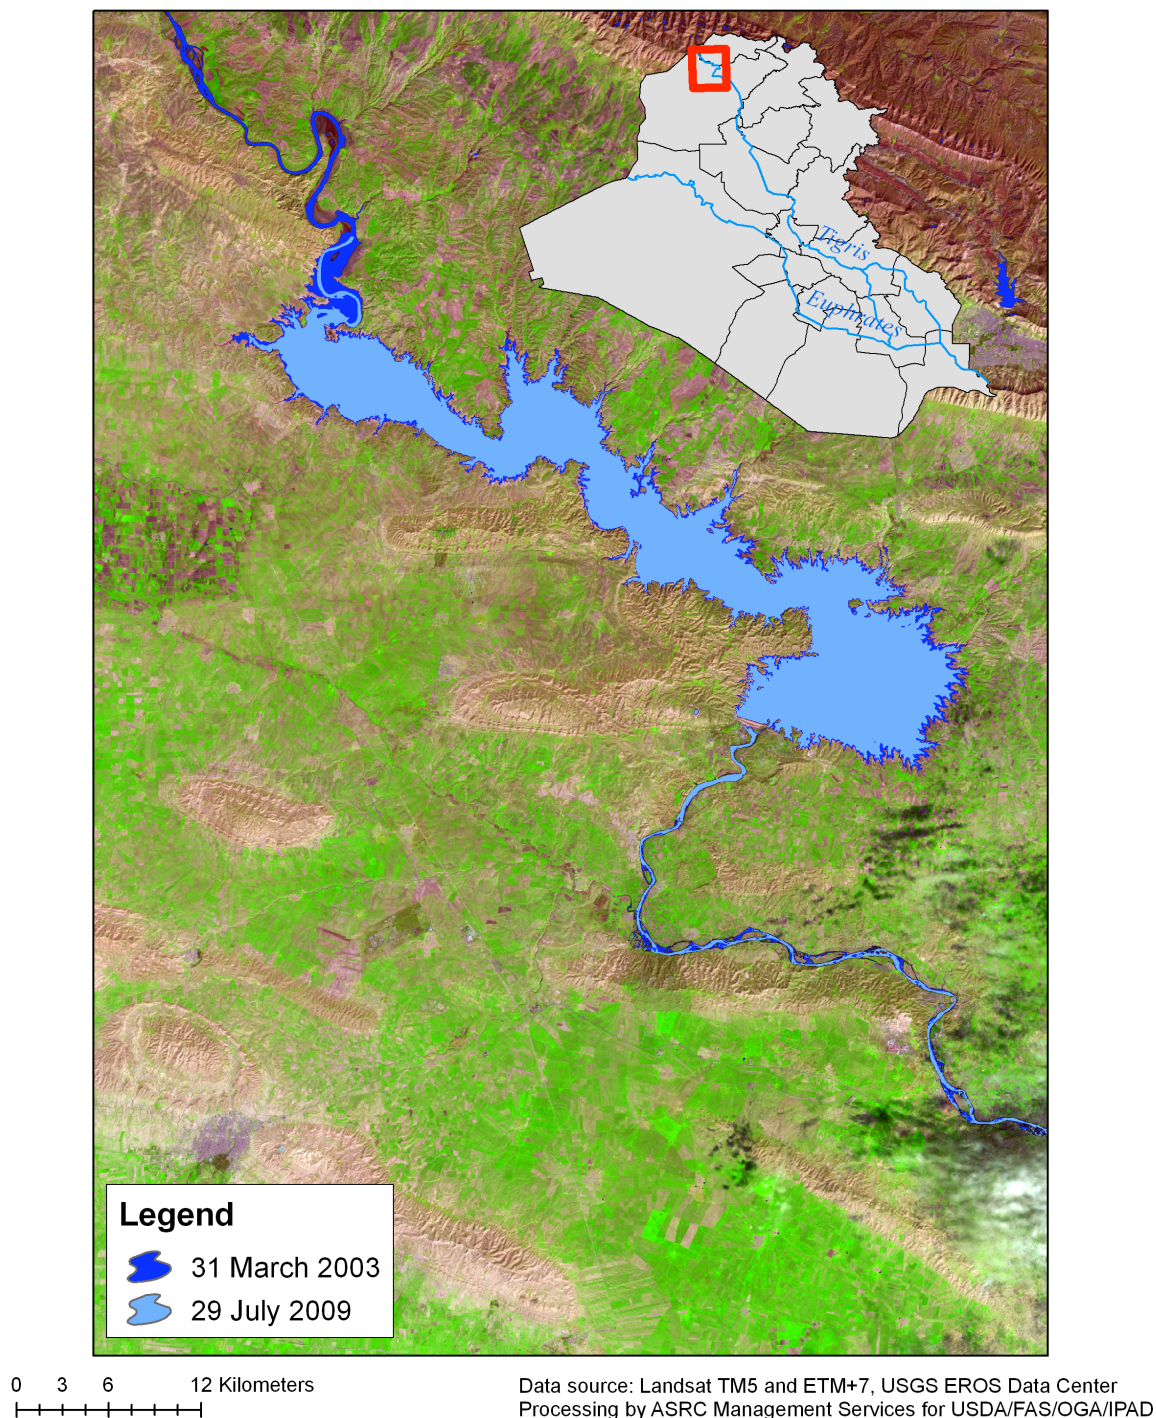 Tigris
Euphrates
Legend
31 March 2003
29 July 2009
0 3 6 12 Kilometers
Data source: Landsat TM5 and ETM+7, USGS EROS Data Center
Processing by ASRC Management Services for USDA/FAS/OGA/IPAD